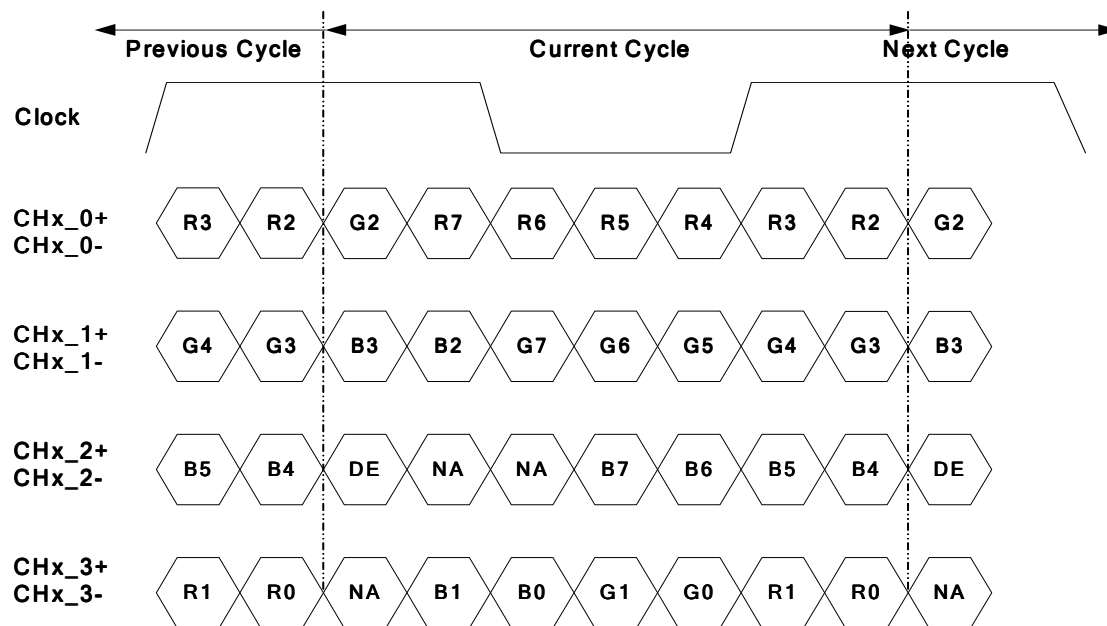 Previous Cycle Current Cycle Next Cycle
Clock
CHx_0+
CHx_0-
R3 R2 G2 R7 R6 R5 R4 R3 R2 G2
CHx_1+
CHx_1-
G4 G3 B3 B2 G7 G6 G5 G4 G3 B3
CHx_2+
CHx_2-
B5 B4 DE NA NA B7 B6 B5 B4 DE
CHx_3+
CHx_3-
R1 R0 NA B1 B0 G1 G0 R1 R0 NA